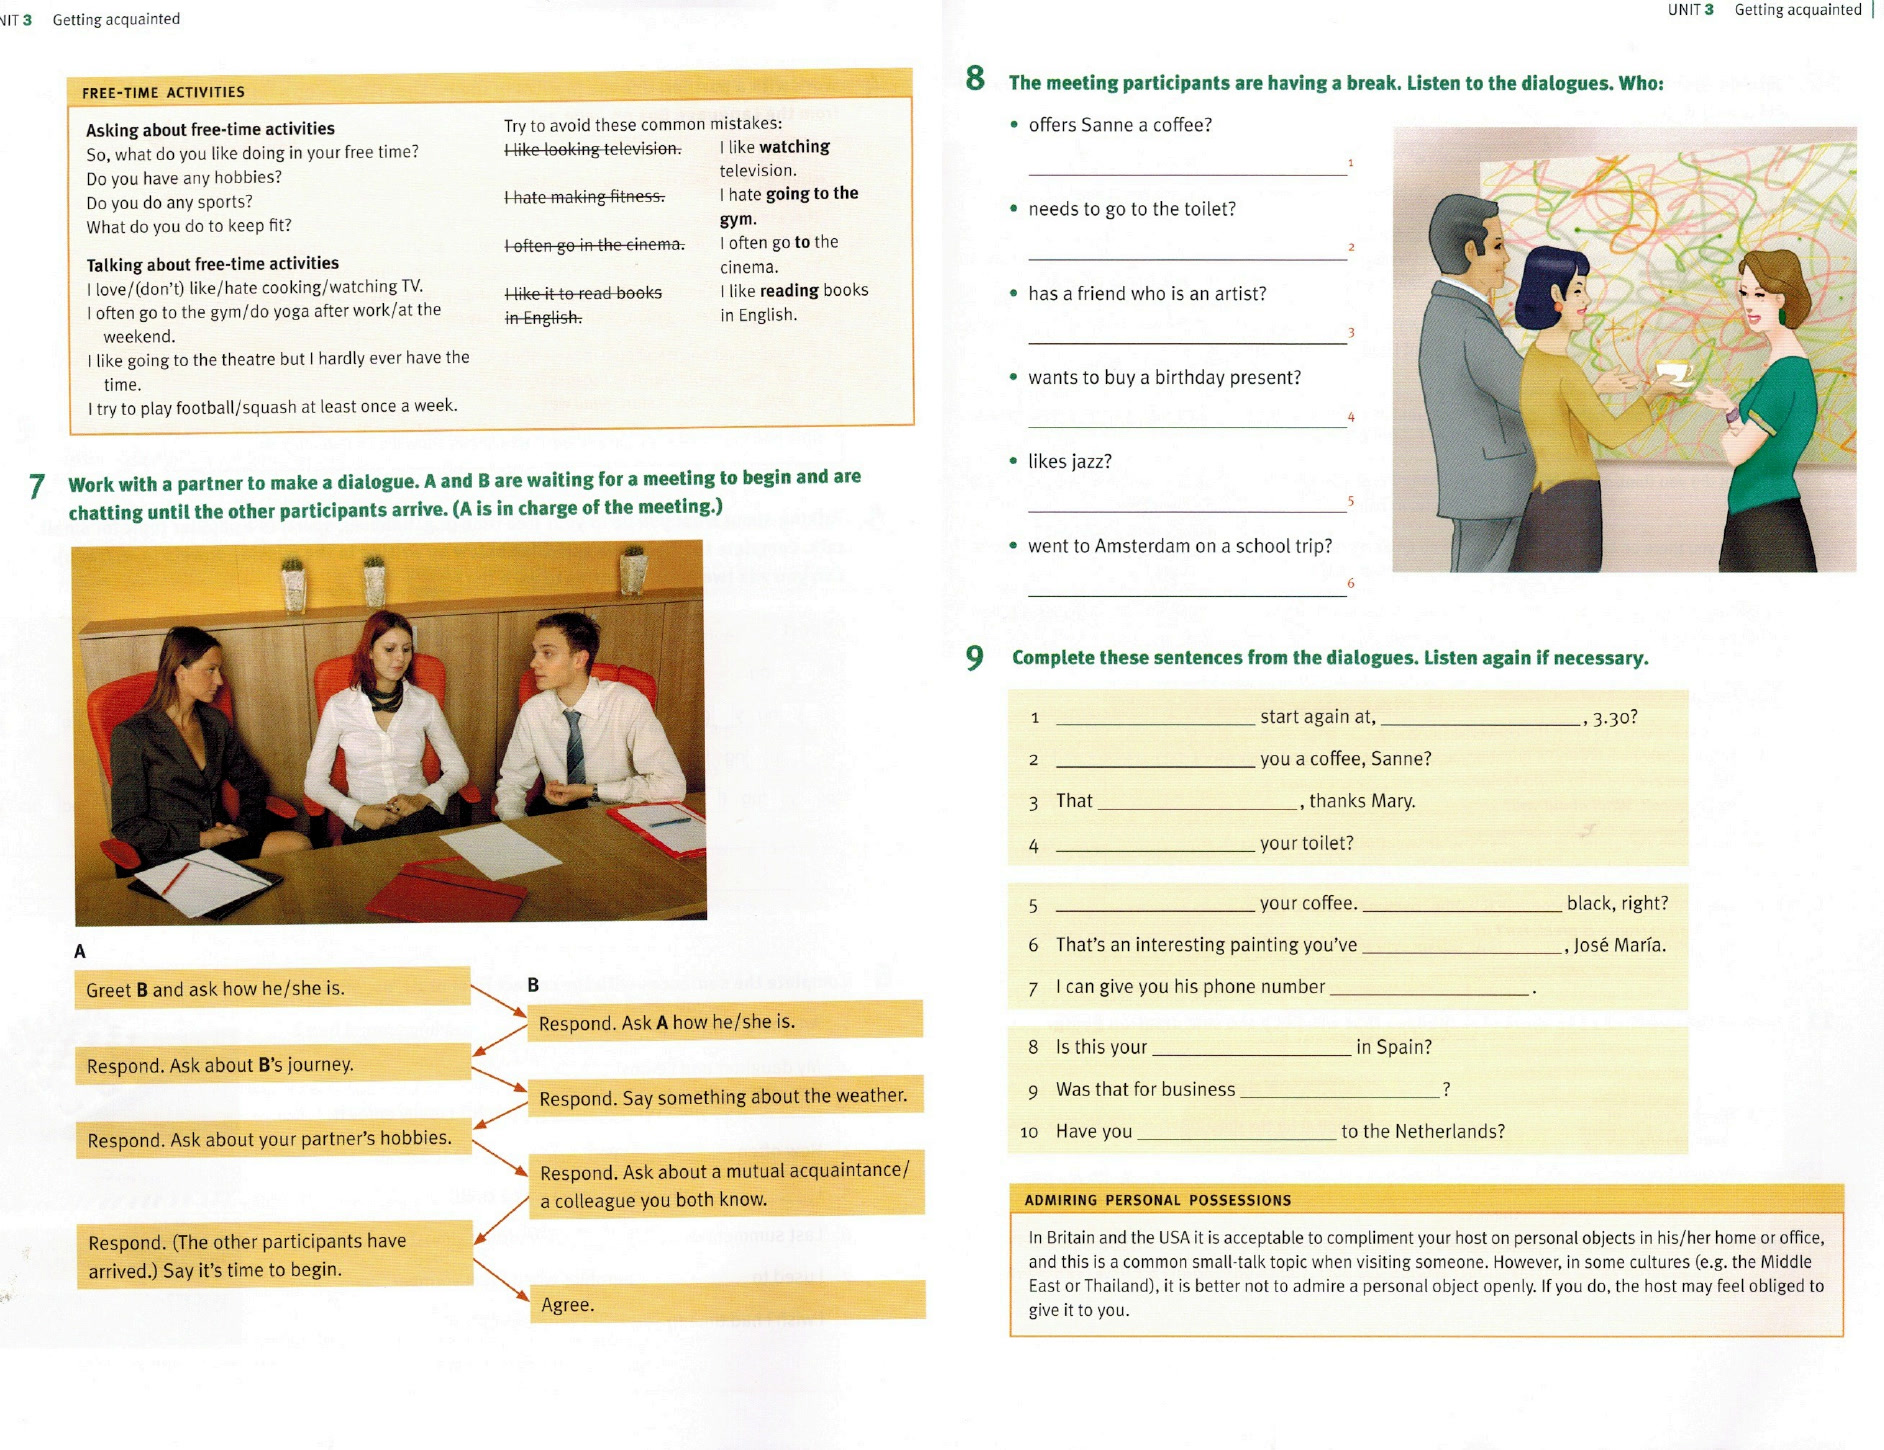 NIT 3 Getting acquainted
FREE-TIME ACTIVITIES
Asking about free-time activities
So, what do you like doing in your free time?
Do you have any hobbies?
Do you do any sports?
What do you do to keep fit?
Talking about free-time activities
I love/(don't) like/hate cooking/watching TV.
I often go to the gym/do yoga after work/at the
weekend.
I like going to the theatre but I hardly ever have the
time.
I try to play football/squash at least once a week.
Try to avoid these common mistakes:
I like looking television. I like watching
television.
I hate making fitness. I hate going to the
gym.
I often go in the cinema. I often go to the
cinema.
I like it to read books I like reading books
in English. in English.
7 Work with a partner to make a dialogue. A and B are waiting for a meeting to begin and are
chatting until the other participants arrive. (A is in charge of the meeting.)
A
Greet B and ask how he/she is.
B
Respond. Ask A how he/she is.
Respond. Ask about B's journey.
Respond. Say something about the weather.
Respond. Ask about your partner's hobbies.
Respond. Ask about a mutual acquaintance/
a colleague you both know.
Respond. (The other participants have
arrived.) Say it's time to begin.
Agree.
UNIT 3 Getting acquainted
8 The meeting participants are having a break. Listen to the dialogues. Who:
• offers Sanne a coffee?
1
• needs to go to the toilet?
2
• has a friend who is an artist?
3
• wants to buy a birthday present?
4
• likes jazz?
5
• went to Amsterdam on a school trip?
6
9 Complete these sentences from the dialogues. Listen again if necessary.
1 ____ start again at, ____, 3.30?
2 ____ you a coffee, Sanne?
3 That ____, thanks Mary.
4 ____ your toilet?
5 ____ your coffee. ____ black, right?
6 That's an interesting painting you've ____, José María.
7 I can give you his phone number ____.
8 Is this your ____ in Spain?
9 Was that for business ____?
10 Have you ____ to the Netherlands?
ADMIRING PERSONAL POSSESSIONS
In Britain and the USA it is acceptable to compliment your host on personal objects in his/her home or office,
and this is a common small-talk topic when visiting someone. However, in some cultures (e.g. the Middle
East or Thailand), it is better not to admire a personal object openly. If you do, the host may feel obliged to
give it to you.